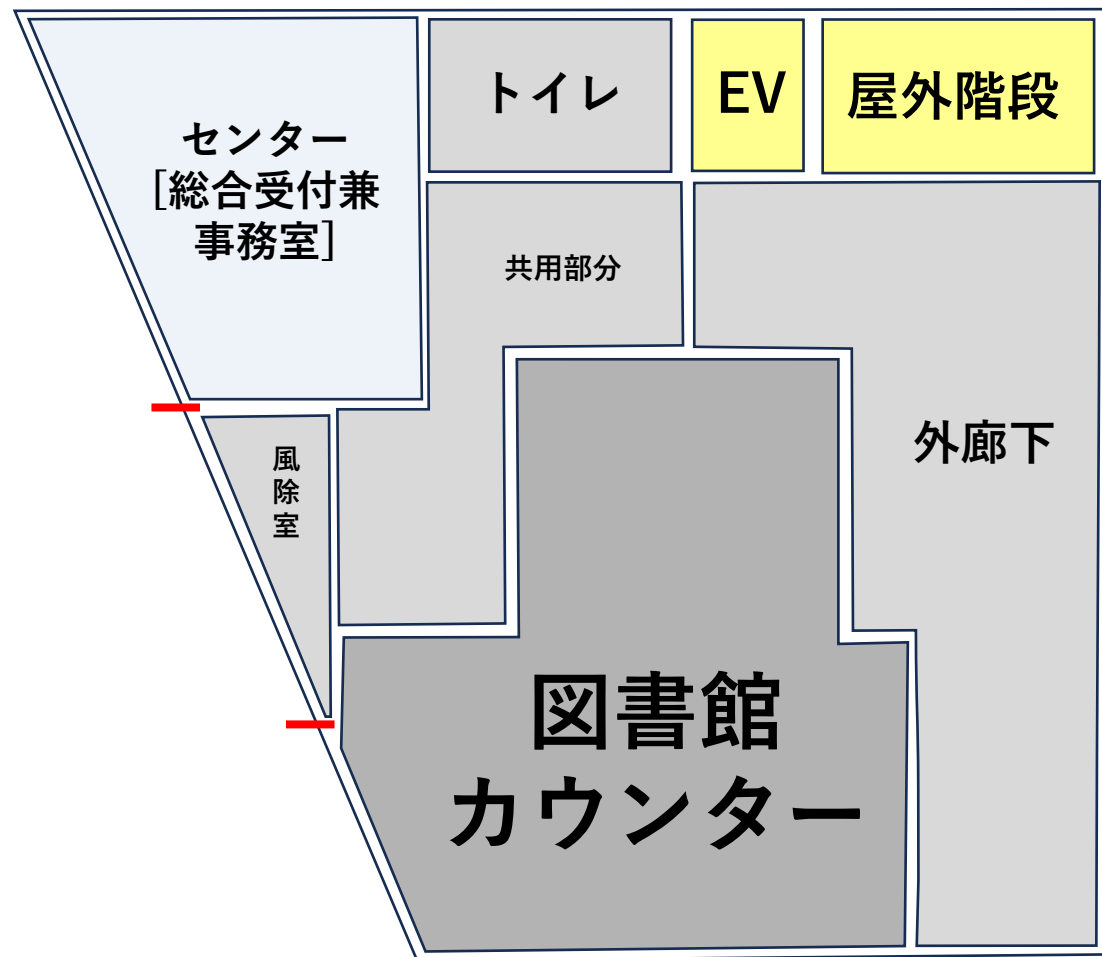 センター
[総合受付兼
事務室]
トイレ
EV
屋外階段
共用部分
外廊下
風除室
図書館
カウンター